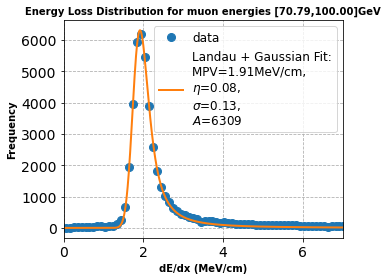 Energy Loss Distribution for muon energies [70.79,100.00]GeV
data
Landau + Gaussian Fit:
MPV=1.91MeV/cm,
η=0.08,
σ=0.13,
A=6309
Frequency
6000
5000
4000
3000
2000
1000
0
0 2 4 6
dE/dx (MeV/cm)